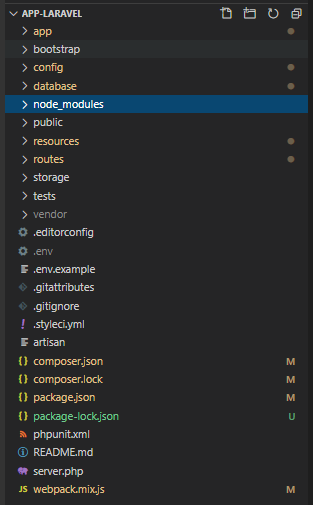 APP-LARAVEL
app
bootstrap
config
database
node_modules
public
resources
routes
storage
tests
vendor
.editorconfig
.env
.env.example
.gitattributes
.gitignore
.styleci.yml
artisan
composer.json M
composer.lock M
package.json M
package-lock.json U
phpunit.xml
README.md
server.php
JS webpack.mix.js M